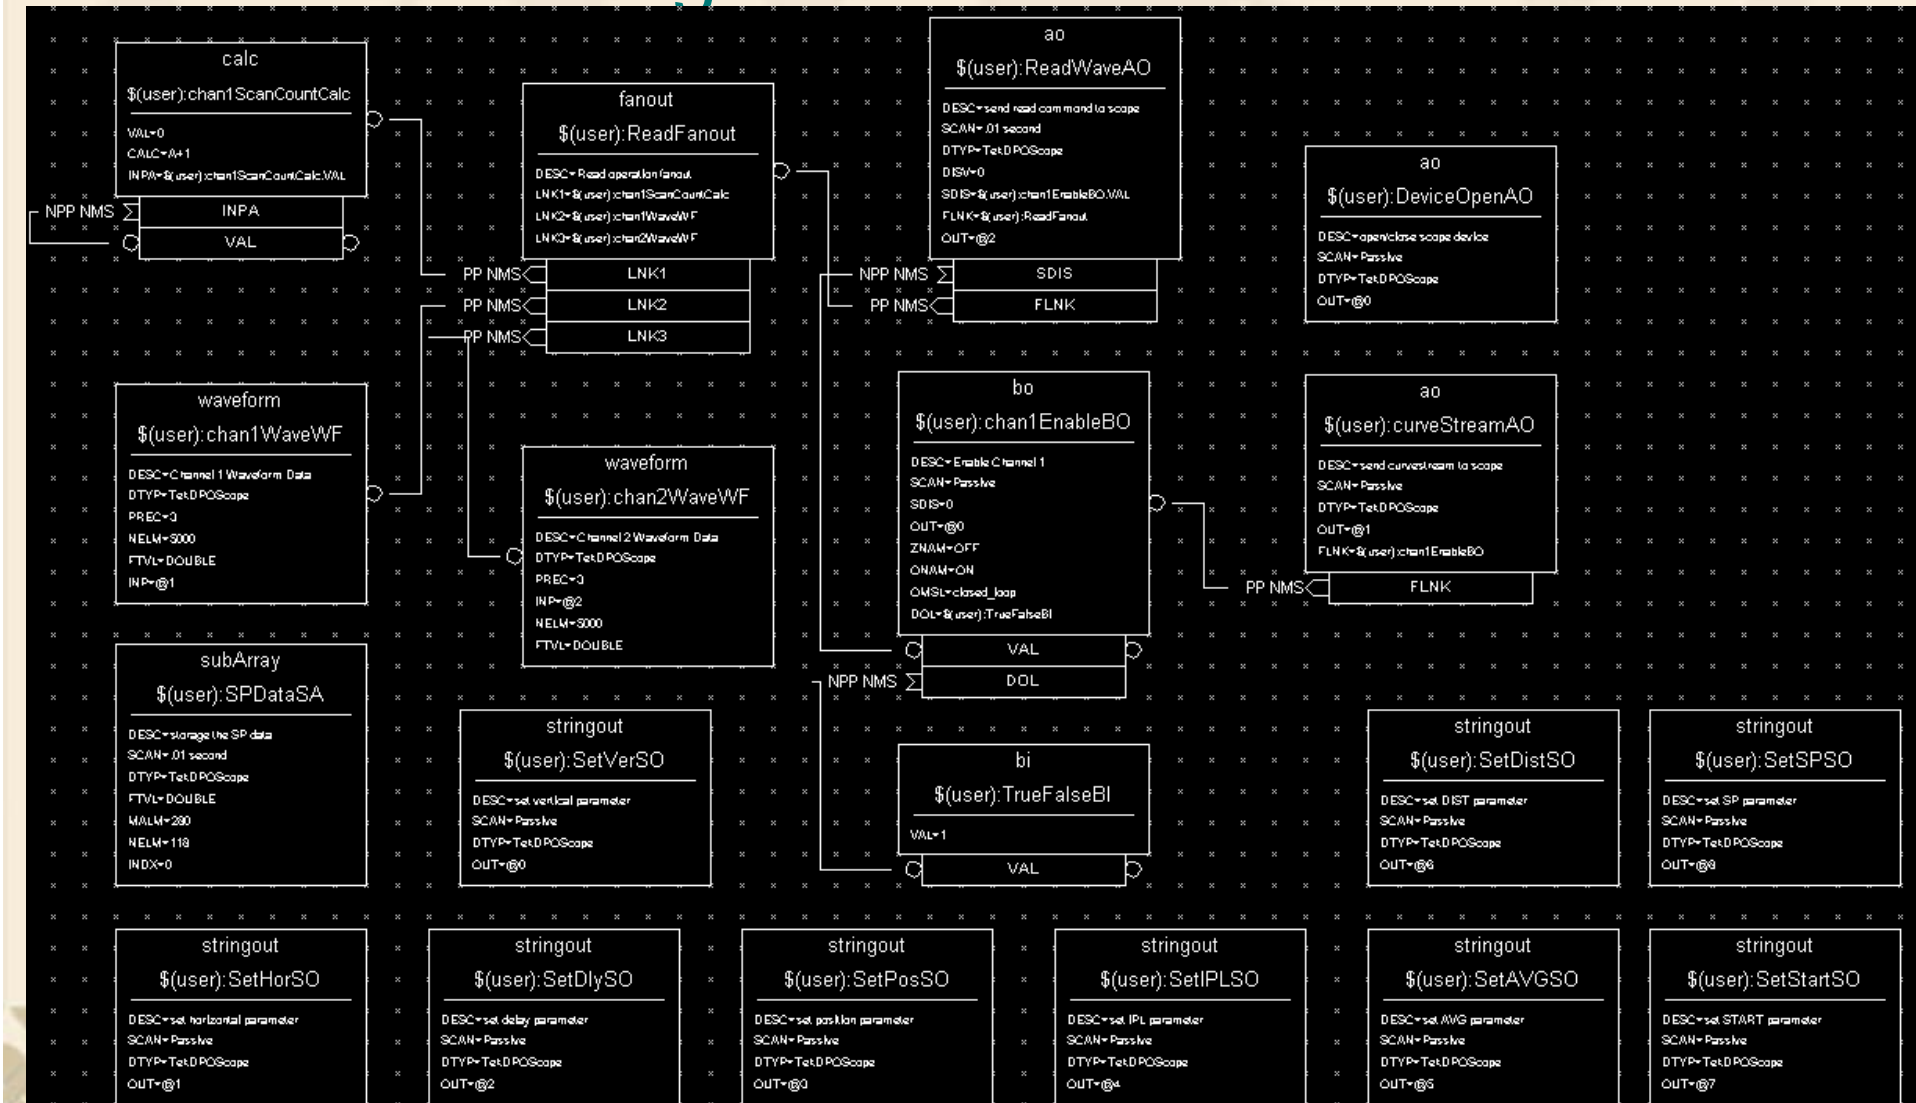 calc
$(user):chan1ScanCountCalc
VAL=0
CALC=A+1
INPA=$(user):chan1ScanCountCalc.VAL
NPP NMS
INPA
VAL
fanout
$(user):ReadFanout
DESC=Read operation fanout
LNK1=$(user):chan1ScanCountCalc
LNK2=$(user):chan1WaveWF
LNK3=$(user):chan2WaveWF
PP NMS
LNK1
PP NMS
LNK2
PP NMS
LNK3
ao
$(user):ReadWaveAO
DESC=send read command to scope
SCAN=.01 second
DTYP=TekDPOScope
DISV=0
SDIS=$(user):chan1EnableBO.VAL
FLNK=$(user):ReadFanout
OUT=@2
NPP NMS
SDIS
PP NMS
FLNK
ao
$(user):DeviceOpenAO
DESC=open/close scope device
SCAN=Passive
DTYP=TekDPOScope
OUT=@0
waveform
$(user):chan1WaveWF
DESC=Channel 1 Waveform Data
DTYP=TekDPOScope
PREC=3
NELM=5000
FTVL=DOUBLE
INP=@1
waveform
$(user):chan2WaveWF
DESC=Channel 2 Waveform Data
DTYP=TekDPOScope
PREC=3
INP=@2
NELM=5000
FTVL=DOUBLE
bo
$(user):chan1EnableBO
DESC=Enable Channel 1
SCAN=Passive
SDIS=0
OUT=@0
ZNAM=OFF
ONAM=ON
OMSL=closed_loop
DOL=$(user):TrueFalseBI
VAL
NPP NMS
DOL
ao
$(user):curveStreamAO
DESC=send curvestream to scope
SCAN=Passive
DTYP=TekDPOScope
OUT=@1
FLNK=$(user):chan1EnableBO
PP NMS
FLNK
subArray
$(user):SPDataSA
DESC=storage the SP data
SCAN=.01 second
DTYP=TekDPOScope
FTVL=DOUBLE
MALM=280
NELM=118
INDX=0
stringout
$(user):SetVerSO
DESC=set vertical parameter
SCAN=Passive
DTYP=TekDPOScope
OUT=@0
bi
$(user):TrueFalseBI
VAL=1
VAL
stringout
$(user):SetDistSO
DESC=set DIST parameter
SCAN=Passive
DTYP=TekDPOScope
OUT=@6
stringout
$(user):SetSPSO
DESC=set SP parameter
SCAN=Passive
DTYP=TekDPOScope
OUT=@8
stringout
$(user):SetHorSO
DESC=set horizontal parameter
SCAN=Passive
DTYP=TekDPOScope
OUT=@1
stringout
$(user):SetDlySO
DESC=set delay parameter
SCAN=Passive
DTYP=TekDPOScope
OUT=@2
stringout
$(user):SetPosSO
DESC=set position parameter
SCAN=Passive
DTYP=TekDPOScope
OUT=@3
stringout
$(user):SetIPLSO
DESC=set IPL parameter
SCAN=Passive
DTYP=TekDPOScope
OUT=@4
stringout
$(user):SetAVGSO
DESC=set AVG parameter
SCAN=Passive
DTYP=TekDPOScope
OUT=@5
stringout
$(user):SetStartSO
DESC=set START parameter
SCAN=Passive
DTYP=TekDPOScope
OUT=@7